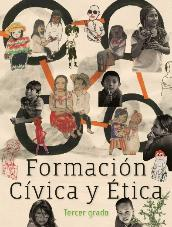 Formación
Cívica y Ética
Tercer grado